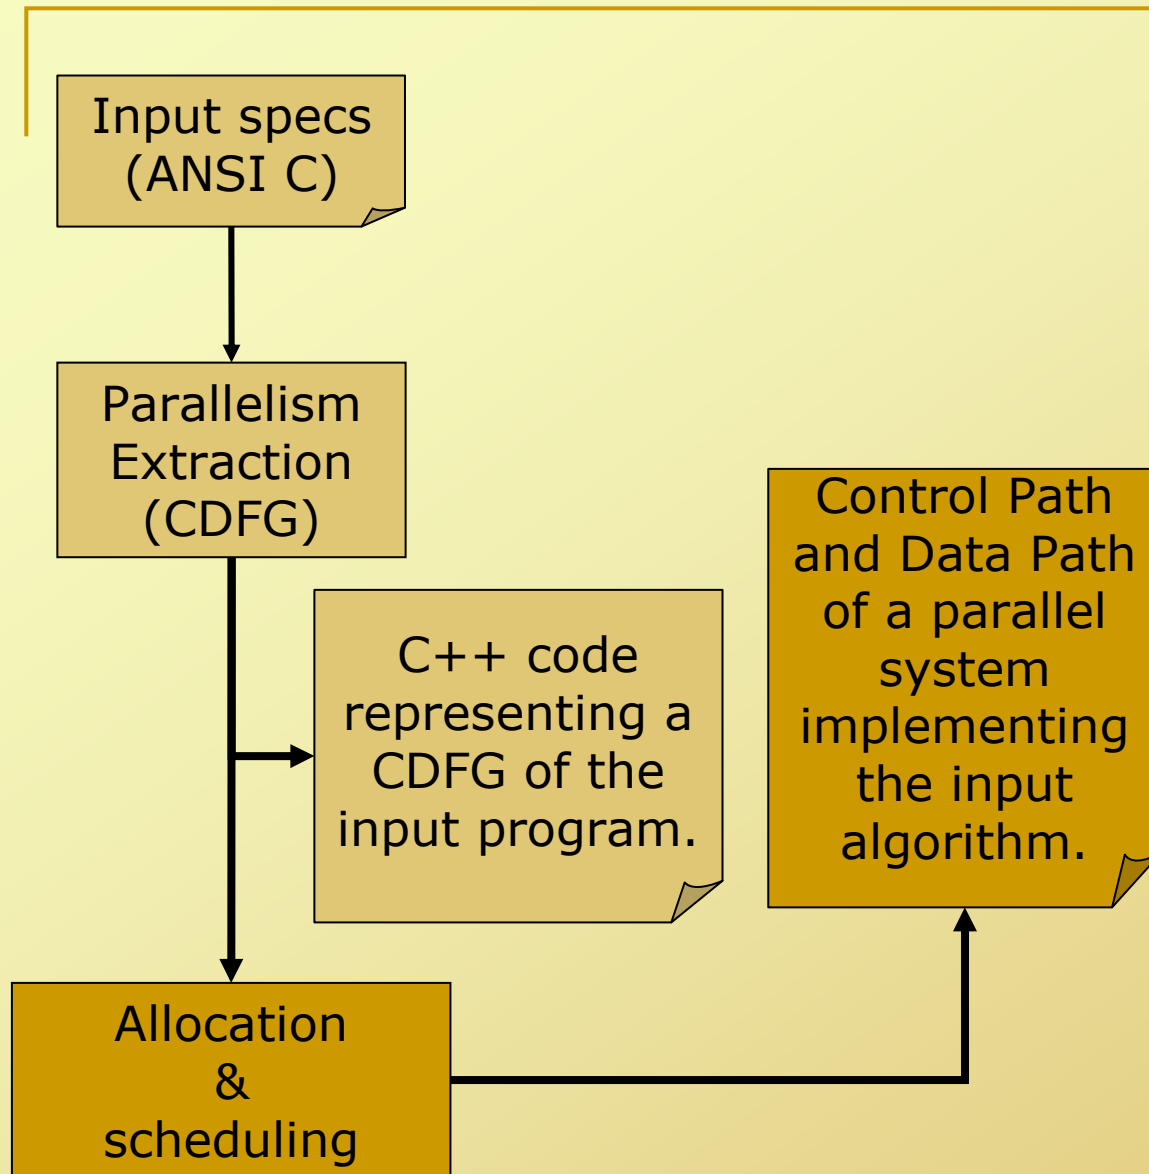 Input specs
(ANSI C)
Parallelism
Extraction
(CDFG)
C++ code
representing a
CDFG of the
input program.
Control Path
and Data Path
of a parallel
system
implementing
the input
algorithm.
Allocation
&
scheduling